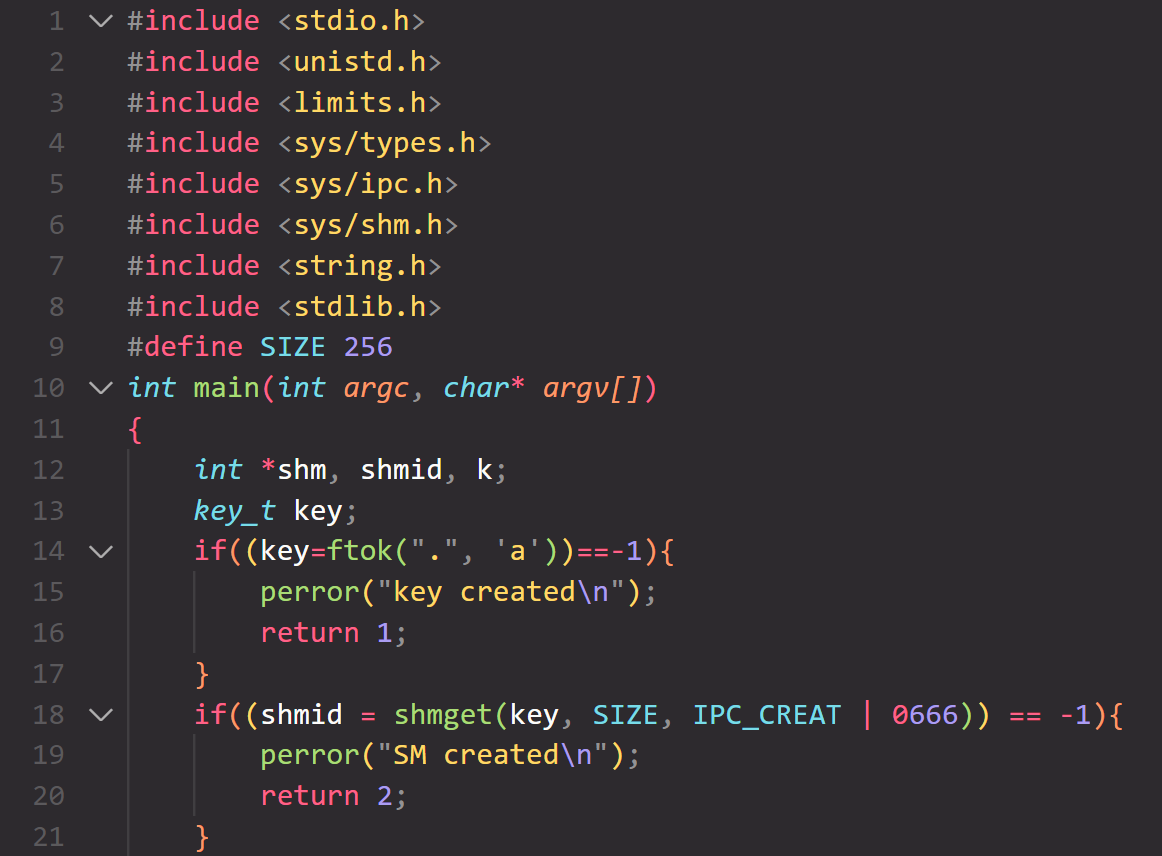 1 #include <stdio.h>
2 #include <unistd.h>
3 #include <limits.h>
4 #include <sys/types.h>
5 #include <sys/ipc.h>
6 #include <sys/shm.h>
7 #include <string.h>
8 #include <stdlib.h>
9 #define SIZE 256
10 int main(int argc, char* argv[])
11 {
12     int *shm, shmid, k;
13     key_t key;
14     if((key=ftok(".", 'a'))==-1){
15         perror("key created\n");
16         return 1;
17     }
18     if((shmid = shmget(key, SIZE, IPC_CREAT | 0666)) == -1){
19         perror("SM created\n");
20         return 2;
21     }